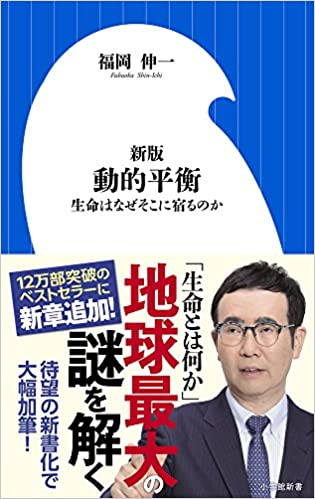 福岡 伸一
Fukuoka Shin-Ichi
新版
動的平衡
生命はなぜそこに宿るのか
12万部突破の
ベストセラーに
新章追加!
「生命とは何か」
地球最大の
謎を解く
待望の新書化で
大幅加筆!
小学館新書